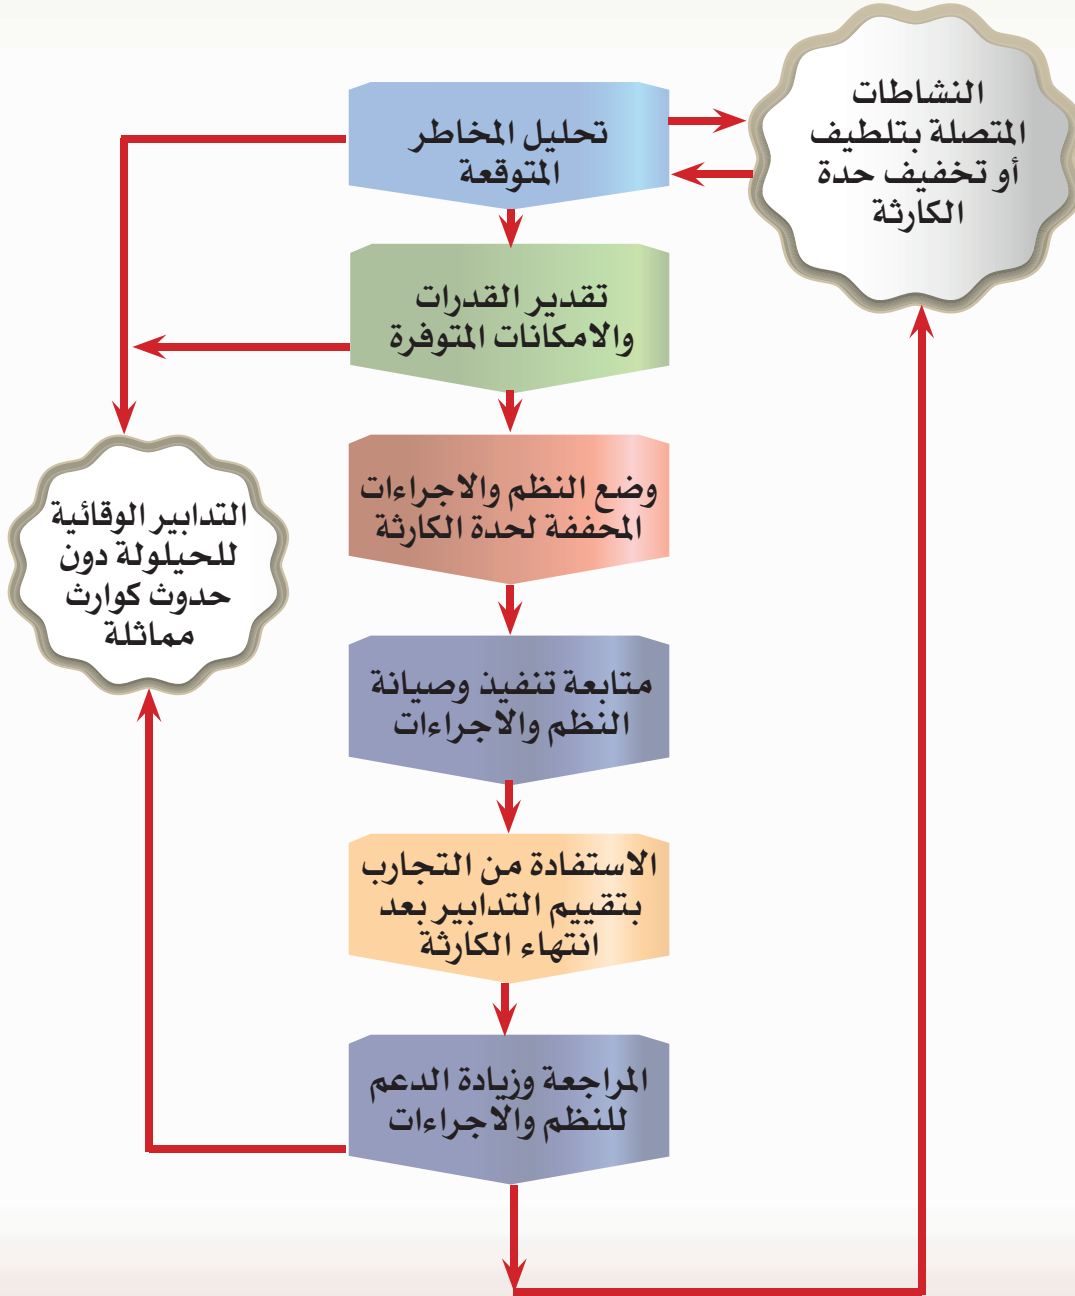 النشاطات
المتصلة بتلطيف
أو تخفيف حدة
الكارثة
تحليل المخاطر
المتوقعة
تقدير القدرات
والامكانات المتوفرة
وضع النظم والاجراءات
المحففة لحدة الكارثة
التدابير الوقائية
للحيلولة دون
حدوث كوارث
مماثلة
متابعة تنفيذ وصيانة
النظم والاجراءات
الاستفادة من التجارب
بتقييم التدابير بعد
انتهاء الكارثة
المراجعة وزيادة الدعم
للنظم والاجراءات